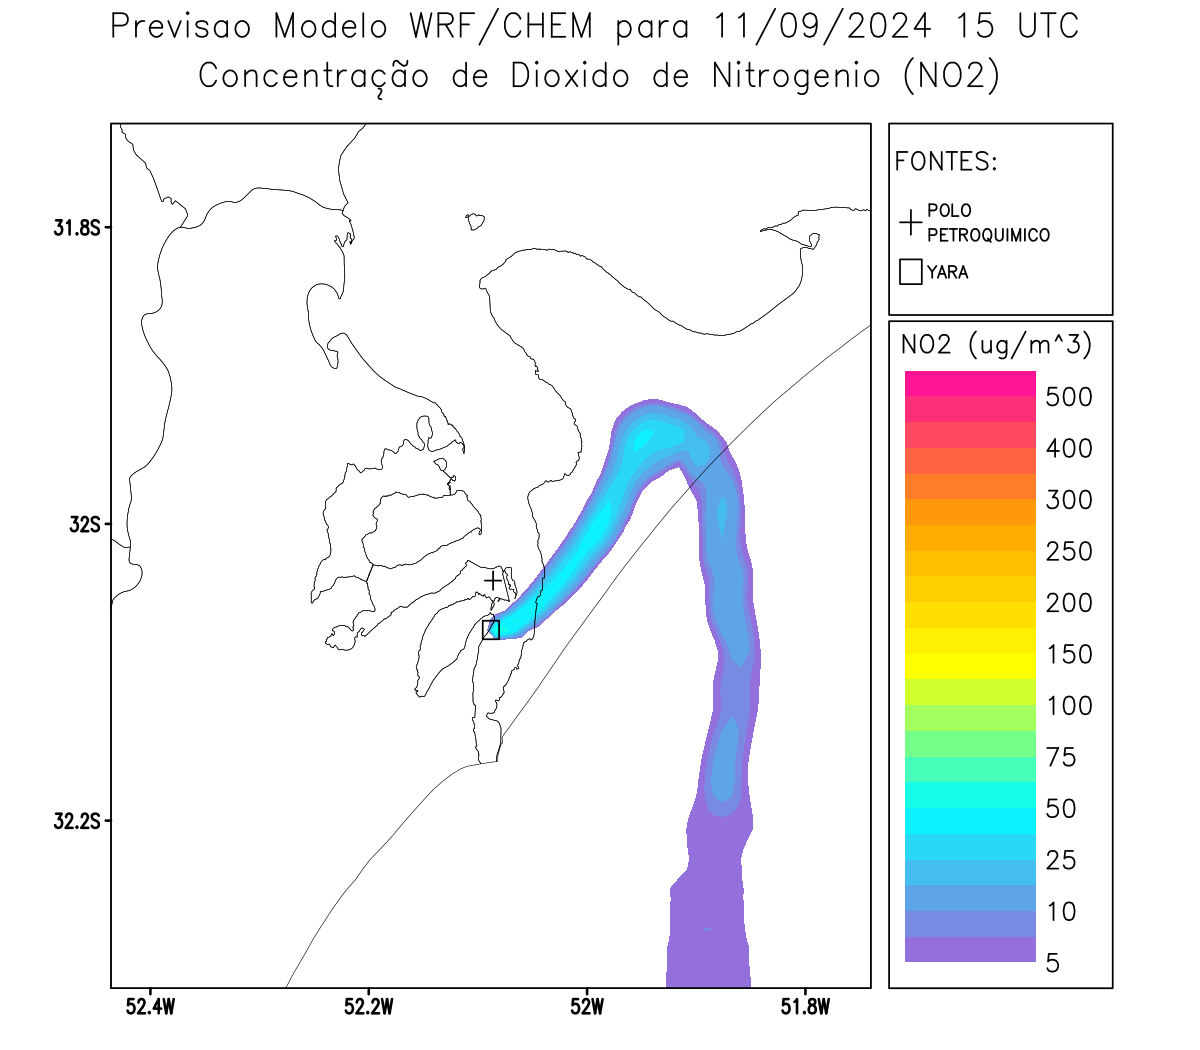 Previsao Modelo WRF/CHEM para 11/09/2024 15 UTC
Concentração de Dioxido de Nitrogenio (NO2)
FONTES:
POLO
PETROQUIMICO
YARA
NO2 (ug/m^3)
500
400
300
250
200
150
100
75
50
25
10
5
31.8S
32S
32.2S
52.4W
52.2W
52W
51.8W